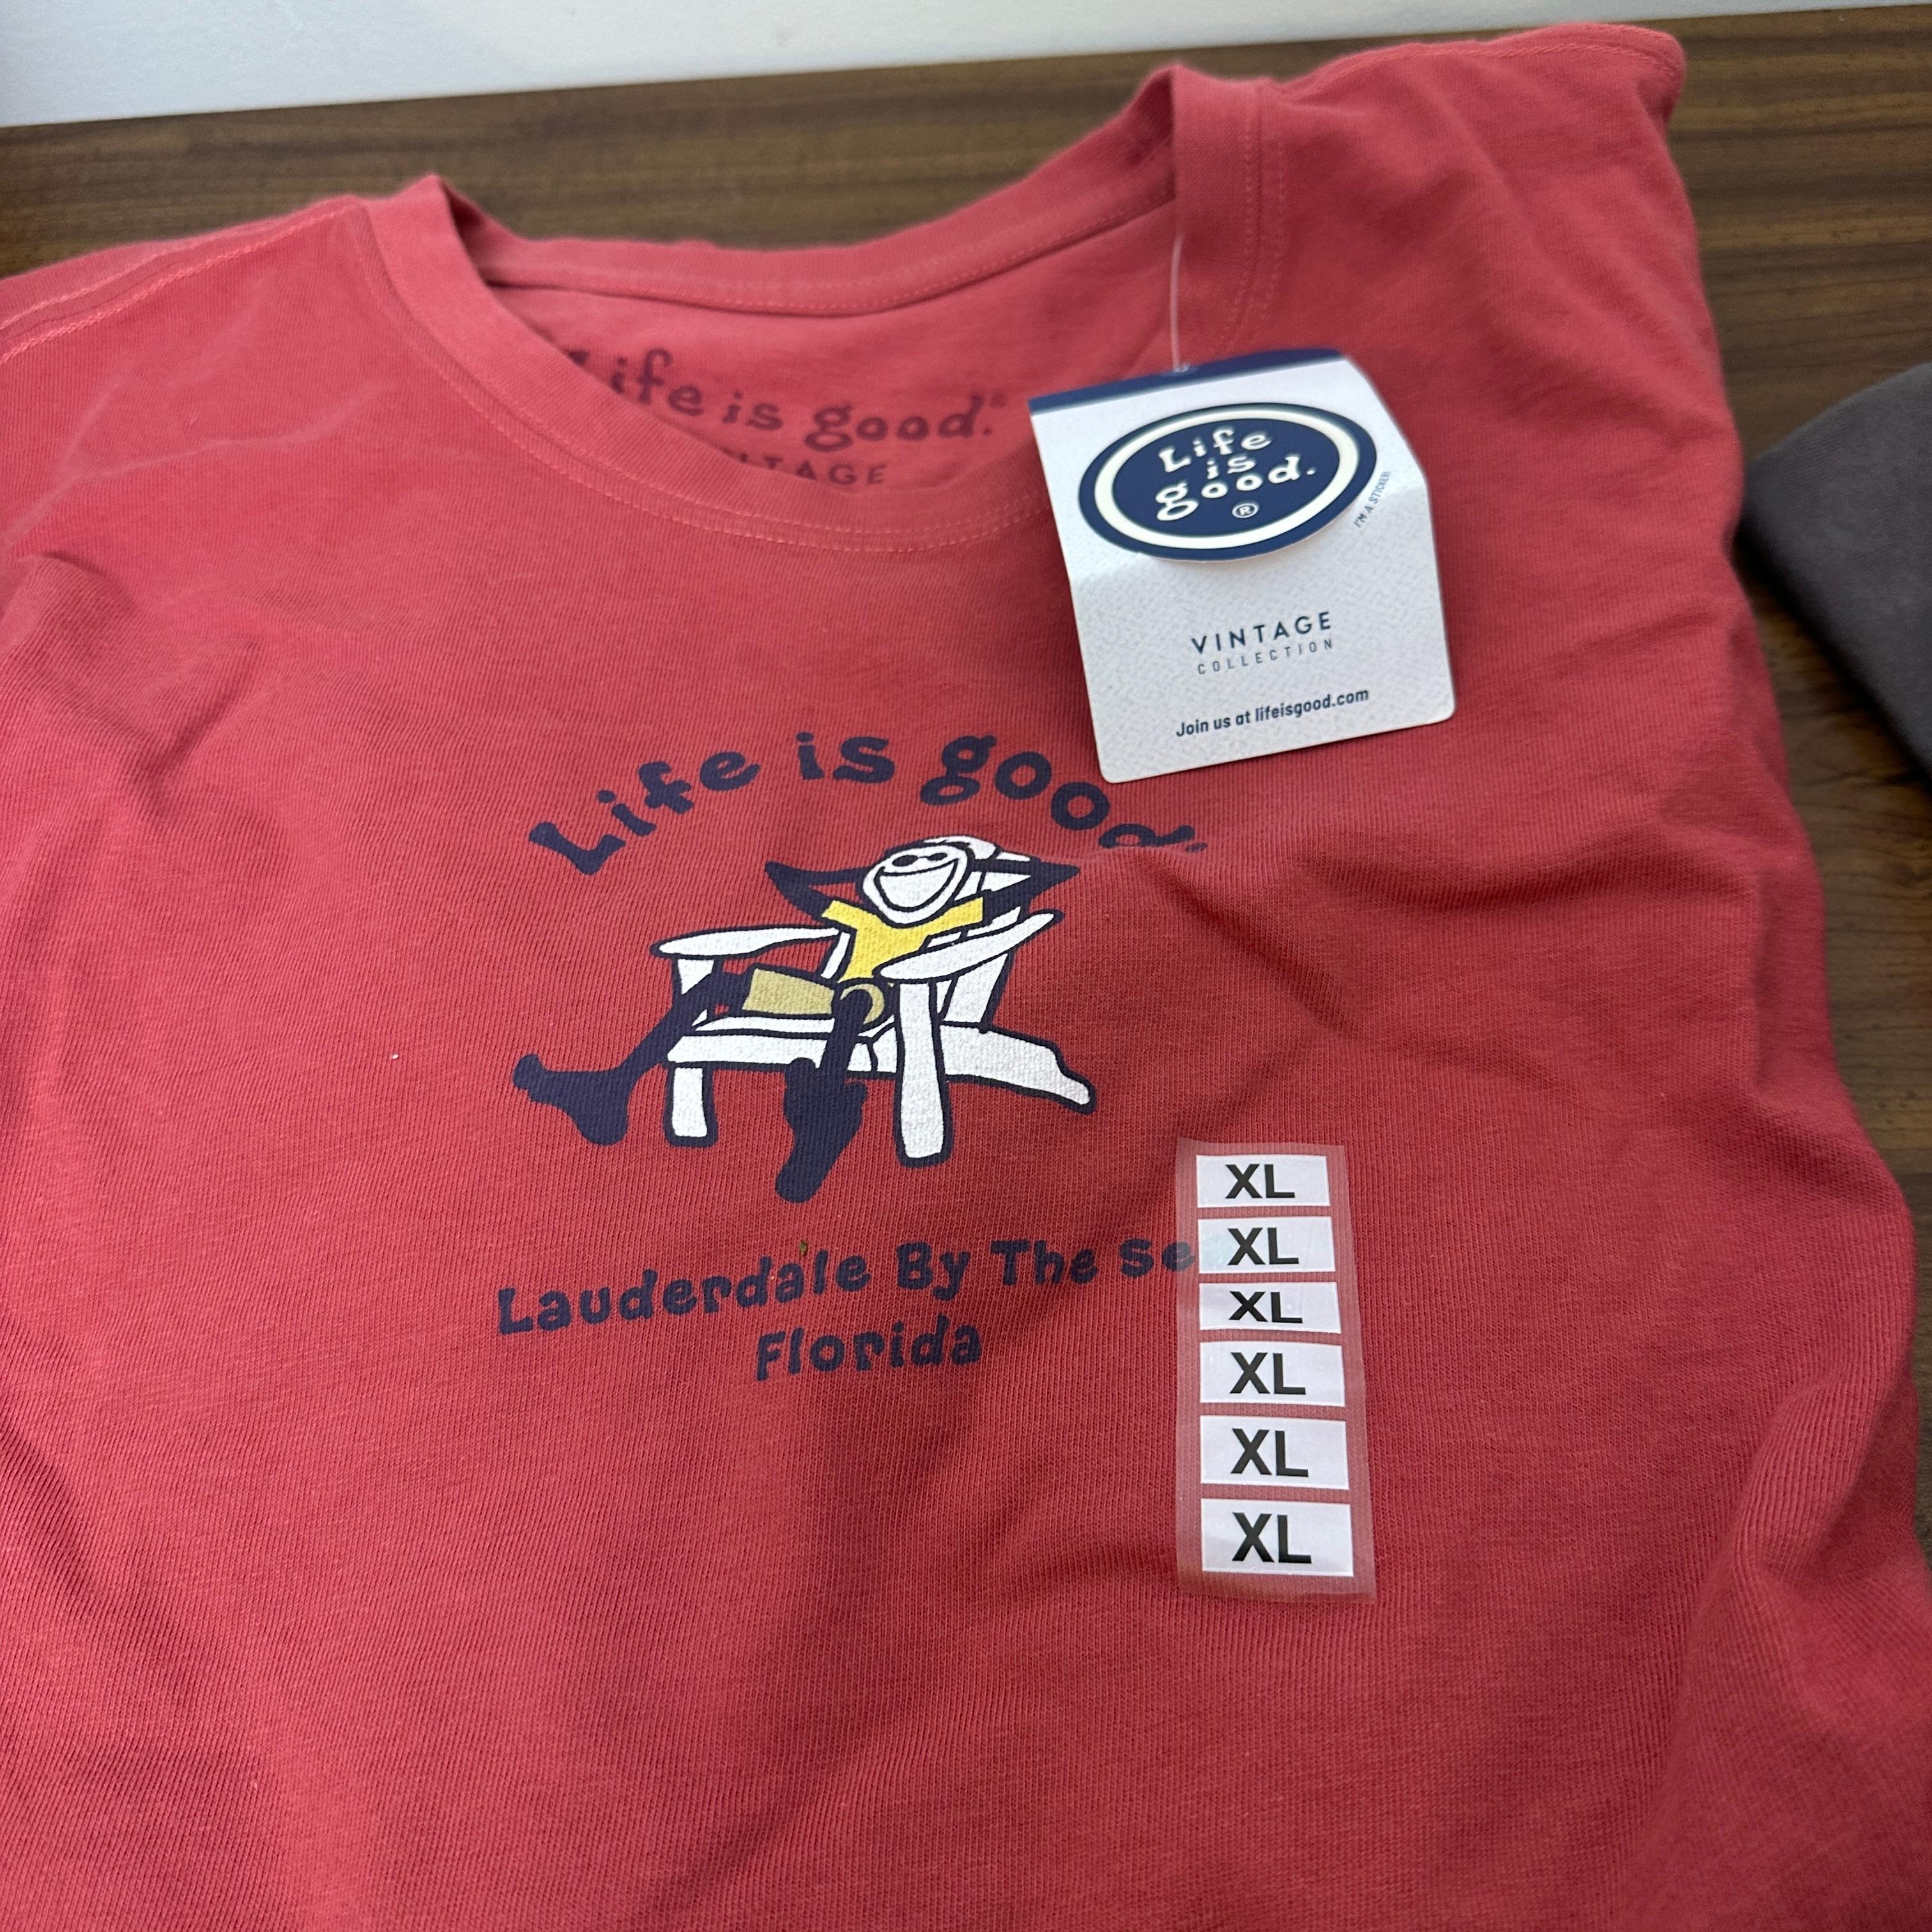 Life is good.
VINTAGE
Life
is
good.
®
I'M A STICKER!
VINTAGE
COLLECTION
Join us at lifeisgood.com
Life is good.
Lauderdale By The Se
Florida
XL
XL
XL
XL
XL
XL